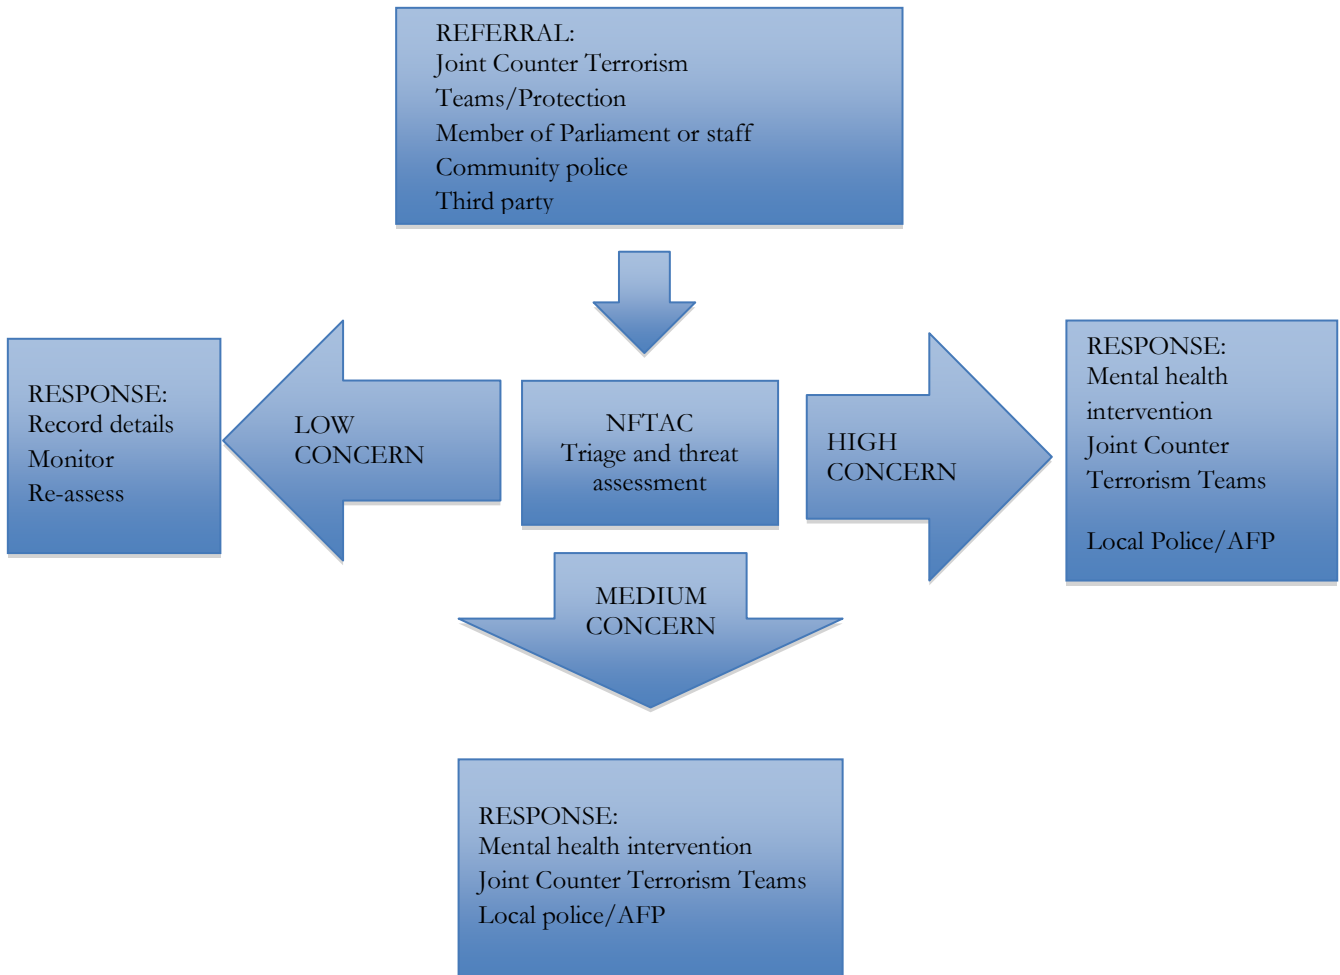 REFERRAL:
Joint Counter Terrorism
Teams/Protection
Member of Parliament or staff
Community police
Third party
RESPONSE:
Record details
Monitor
Re-assess
LOW
CONCERN
NFTAC
Triage and threat
assessment
HIGH
CONCERN
RESPONSE:
Mental health
intervention
Joint Counter
Terrorism Teams
Local Police/AFP
MEDIUM
CONCERN
RESPONSE:
Mental health intervention
Joint Counter Terrorism Teams
Local police/AFP